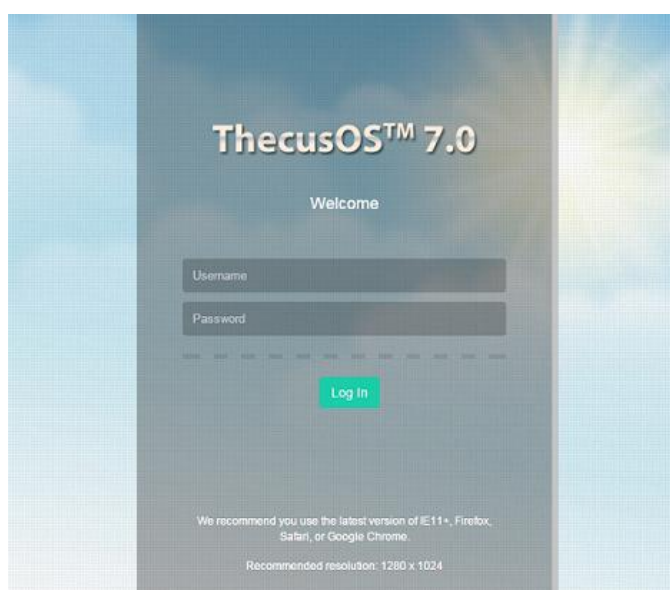 ThecusOS™ 7.0
Welcome
Username
Password
Log In
We recommend you use the latest version of IE11+, Firefox,
Safari, or Google Chrome.
Recommended resolution: 1280 x 1024